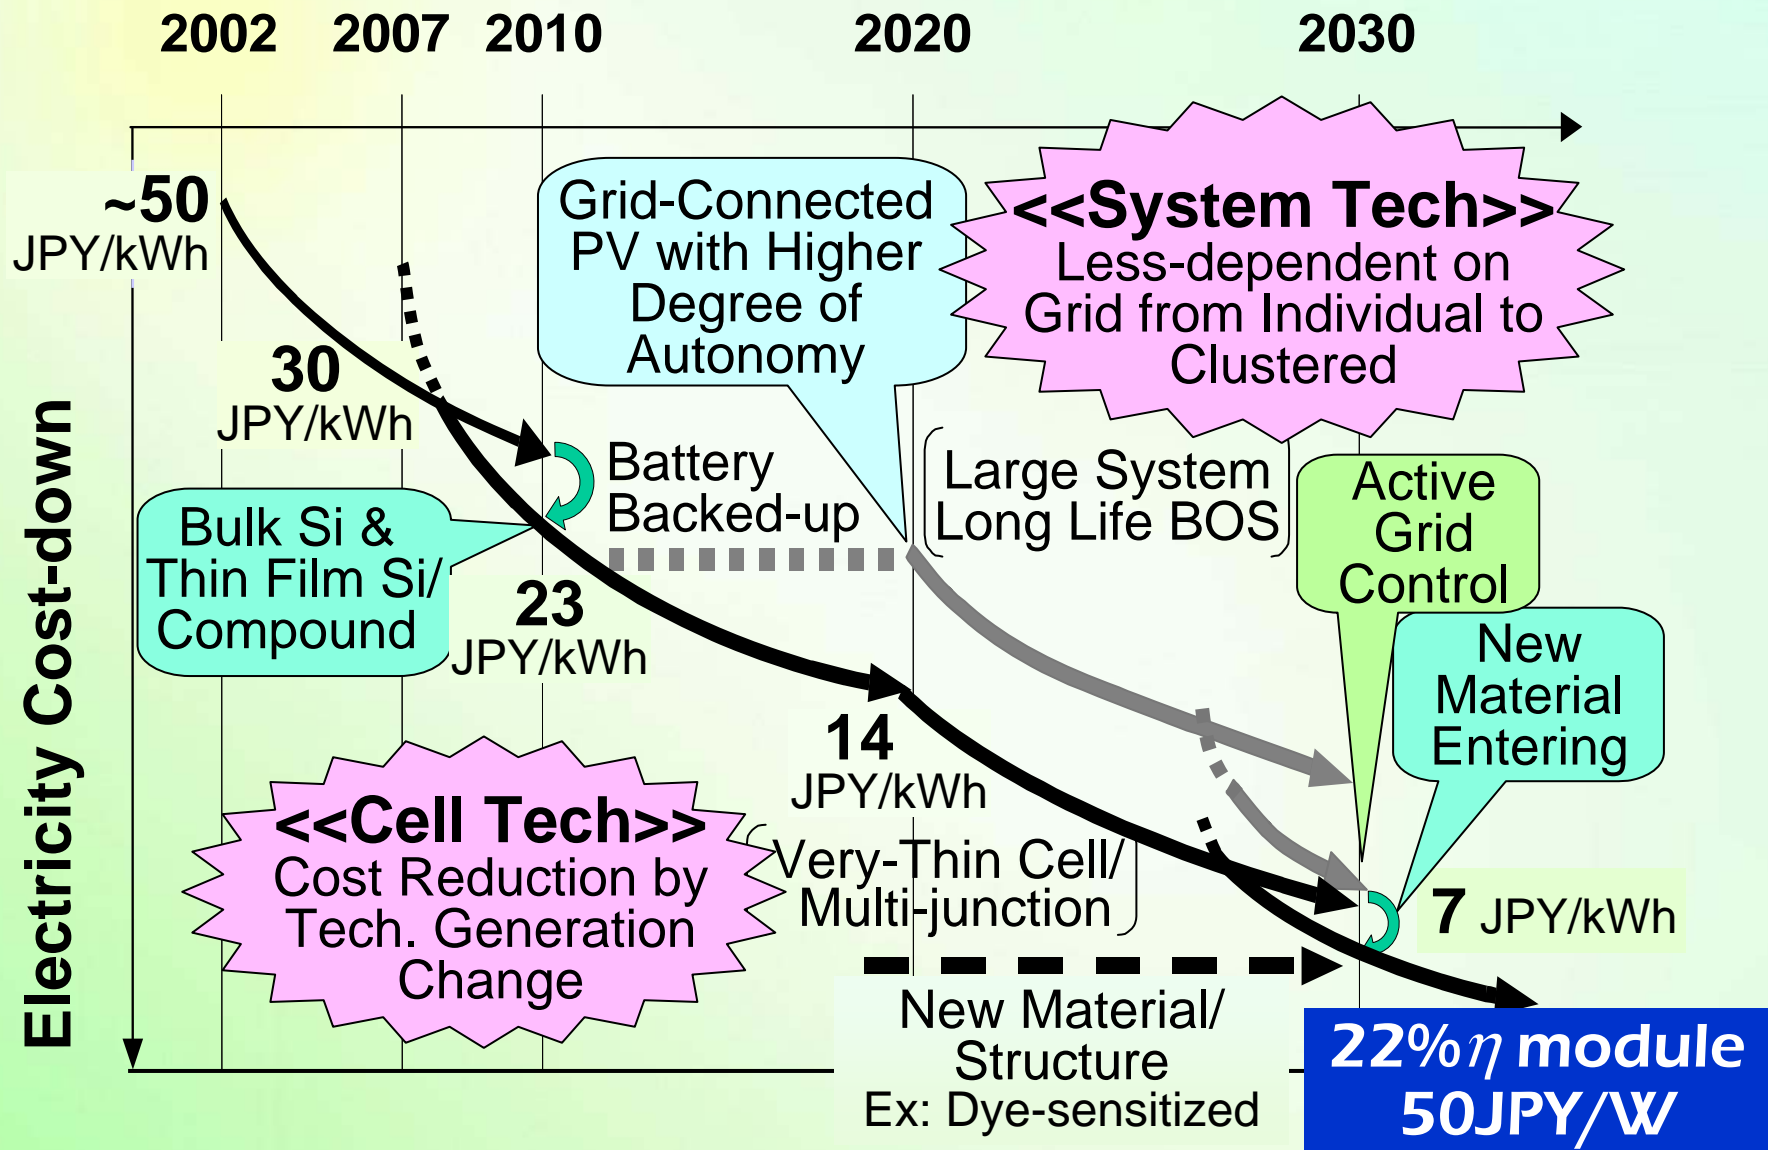 2002 2007 2010 2020 2030
~50
JPY/kWh
Grid-Connected
PV with Higher
Degree of
Autonomy
<<System Tech>>
Less-dependent on
Grid from Individual to
Clustered
30
JPY/kWh
Battery
Backed-up
Large System
Long Life BOS
Active
Grid
Control
Bulk Si &
Thin Film Si/
Compound
23
JPY/kWh
New
Material
Entering
Electricity Cost-down
14
JPY/kWh
<<Cell Tech>>
Cost Reduction by
Tech. Generation
Change
Very-Thin Cell/
Multi-junction
7 JPY/kWh
New Material/
Structure
Ex: Dye-sensitized
22%η module
50JPY/W